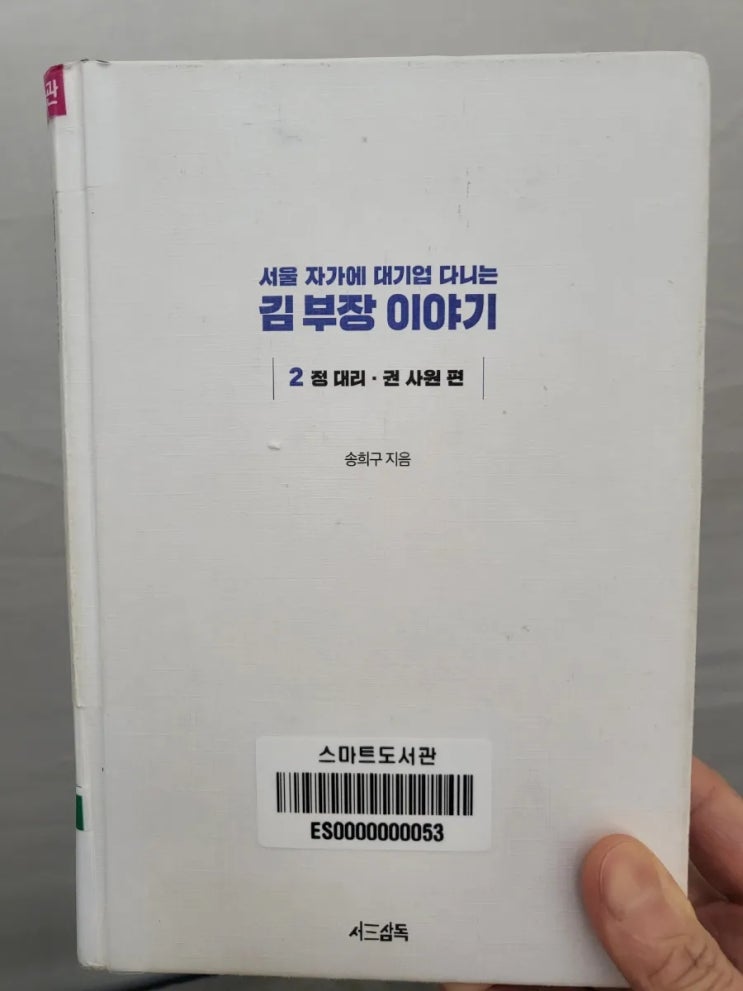 관
서울 자가에 대기업 다니는
김 부장 이야기
2 정 대리 · 권 사원 편
송희구 지음
스마트도서관
ES0000000053
서三삼독